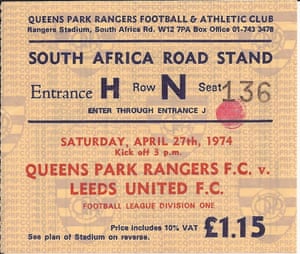 QUEENS PARK RANGERS FOOTBALL & ATHLETIC CLUB
Rangers Stadium, South Africa Rd. W12 7PA Box Office 01-743 3478
SOUTH AFRICA ROAD STAND
Entrance H Row N Seat 136
ENTER THROUGH ENTRANCE J
SATURDAY, APRIL 27th, 1974
Kick off 3 p.m.
QUEENS PARK RANGERS F.C. v.
LEEDS UNITED F.C.
FOOTBALL LEAGUE DIVISION ONE
Price includes 10% VAT £1.15
See plan of Stadium on reverse.